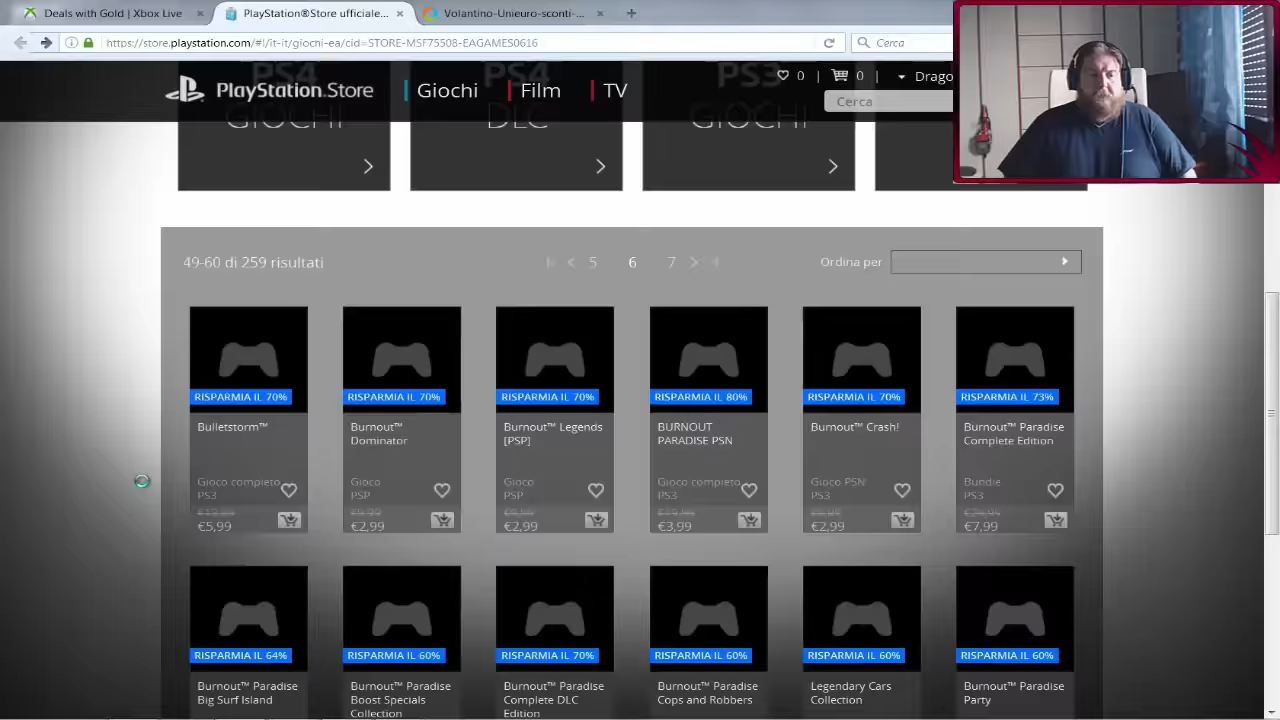 Deals with Gold | Xbox Live
PlayStation®Store ufficiale...
Volantino-Unieuro-sconti-...
https://store.playstation.com/#!/it-it/giochi-ea/cid=STORE-MSF75508-EAGAMES0616
Cerca
PlayStation.Store
Giochi
Film
TV
0
0
Drago
Cerca
PS4
GIOCHI
PS4
DLC
PS3
GIOCHI
49-60 di 259 risultati
5 6 7
Ordina per
RISPARMIA IL 70%
RISPARMIA IL 70%
RISPARMIA IL 70%
RISPARMIA IL 80%
RISPARMIA IL 70%
RISPARMIA IL 73%
Bulletstorm™
Gioco completo
PS3
€5,99
Burnout™
Dominator
Gioco
PSP
€2,99
Burnout™ Legends
[PSP]
Gioco
PSP
€2,99
BURNOUT
PARADISE PSN
Gioco completo
PS3
€3,99
Burnout™ Crash!
Gioco PSN
PS3
€2,99
Burnout™ Paradise
Complete Edition
Bundle
PS3
€7,99
RISPARMIA IL 64%
RISPARMIA IL 60%
RISPARMIA IL 70%
RISPARMIA IL 60%
RISPARMIA IL 60%
RISPARMIA IL 60%
Burnout™ Paradise
Big Surf Island
Burnout™ Paradise
Boost Specials
Collection
Burnout™ Paradise
Complete DLC
Edition
Burnout™ Paradise
Cops and Robbers
Legendary Cars
Collection
Burnout™ Paradise
Party